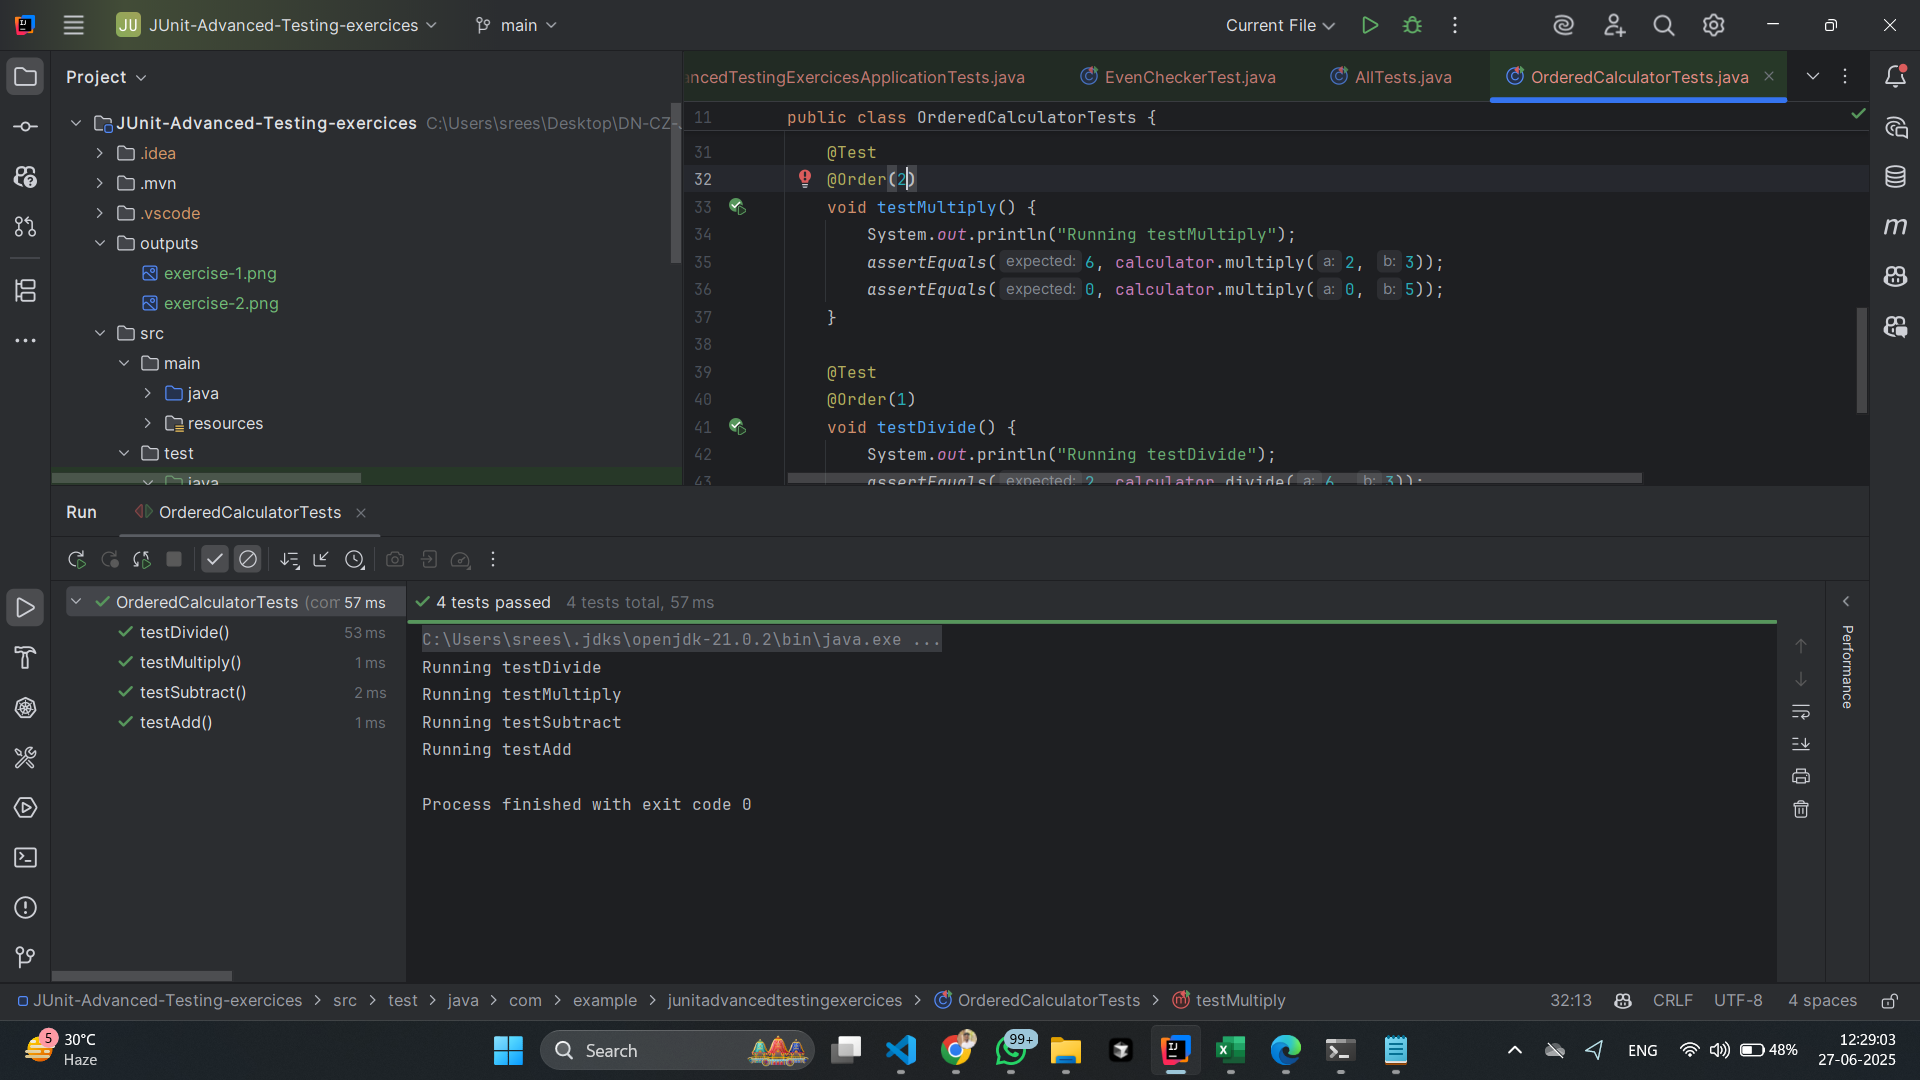 JU JUnit-Advanced-Testing-exercices main Current File
Project
JUnit-Advanced-Testing-exercices C:\Users\srees\Desktop\DN-CZ-
.idea
.mvn
.vscode
outputs
exercise-1.png
exercise-2.png
src
main
java
resources
test
java
ancedTestingExercicesApplicationTests.java EvenCheckerTest.java AllTests.java OrderedCalculatorTests.java
11 public class OrderedCalculatorTests {
31 @Test
32 @Order(2)
33 void testMultiply() {
34 System.out.println("Running testMultiply");
35 assertEquals( expected: 6, calculator.multiply( a: 2, b: 3));
36 assertEquals( expected: 0, calculator.multiply( a: 0, b: 5));
37 }
38
39 @Test
40 @Order(1)
41 void testDivide() {
42 System.out.println("Running testDivide");
43 assertEquals( expected: 2, calculator.divide( a: 6, b: 3));
Run OrderedCalculatorTests
OrderedCalculatorTests (com 57 ms
testDivide() 53 ms
testMultiply() 1 ms
testSubtract() 2 ms
testAdd() 1 ms
4 tests passed 4 tests total, 57 ms
C:\Users\srees\.jdks\openjdk-21.0.2\bin\java.exe ...
Running testDivide
Running testMultiply
Running testSubtract
Running testAdd
Process finished with exit code 0
Performance
JUnit-Advanced-Testing-exercices > src > test > java > com > example > junitadvancedtestingexercices > OrderedCalculatorTests > testMultiply 32:13 CRLF UTF-8 4 spaces
5 30°C
Haze
Search
99+
ENG
48%
12:29:03
27-06-2025